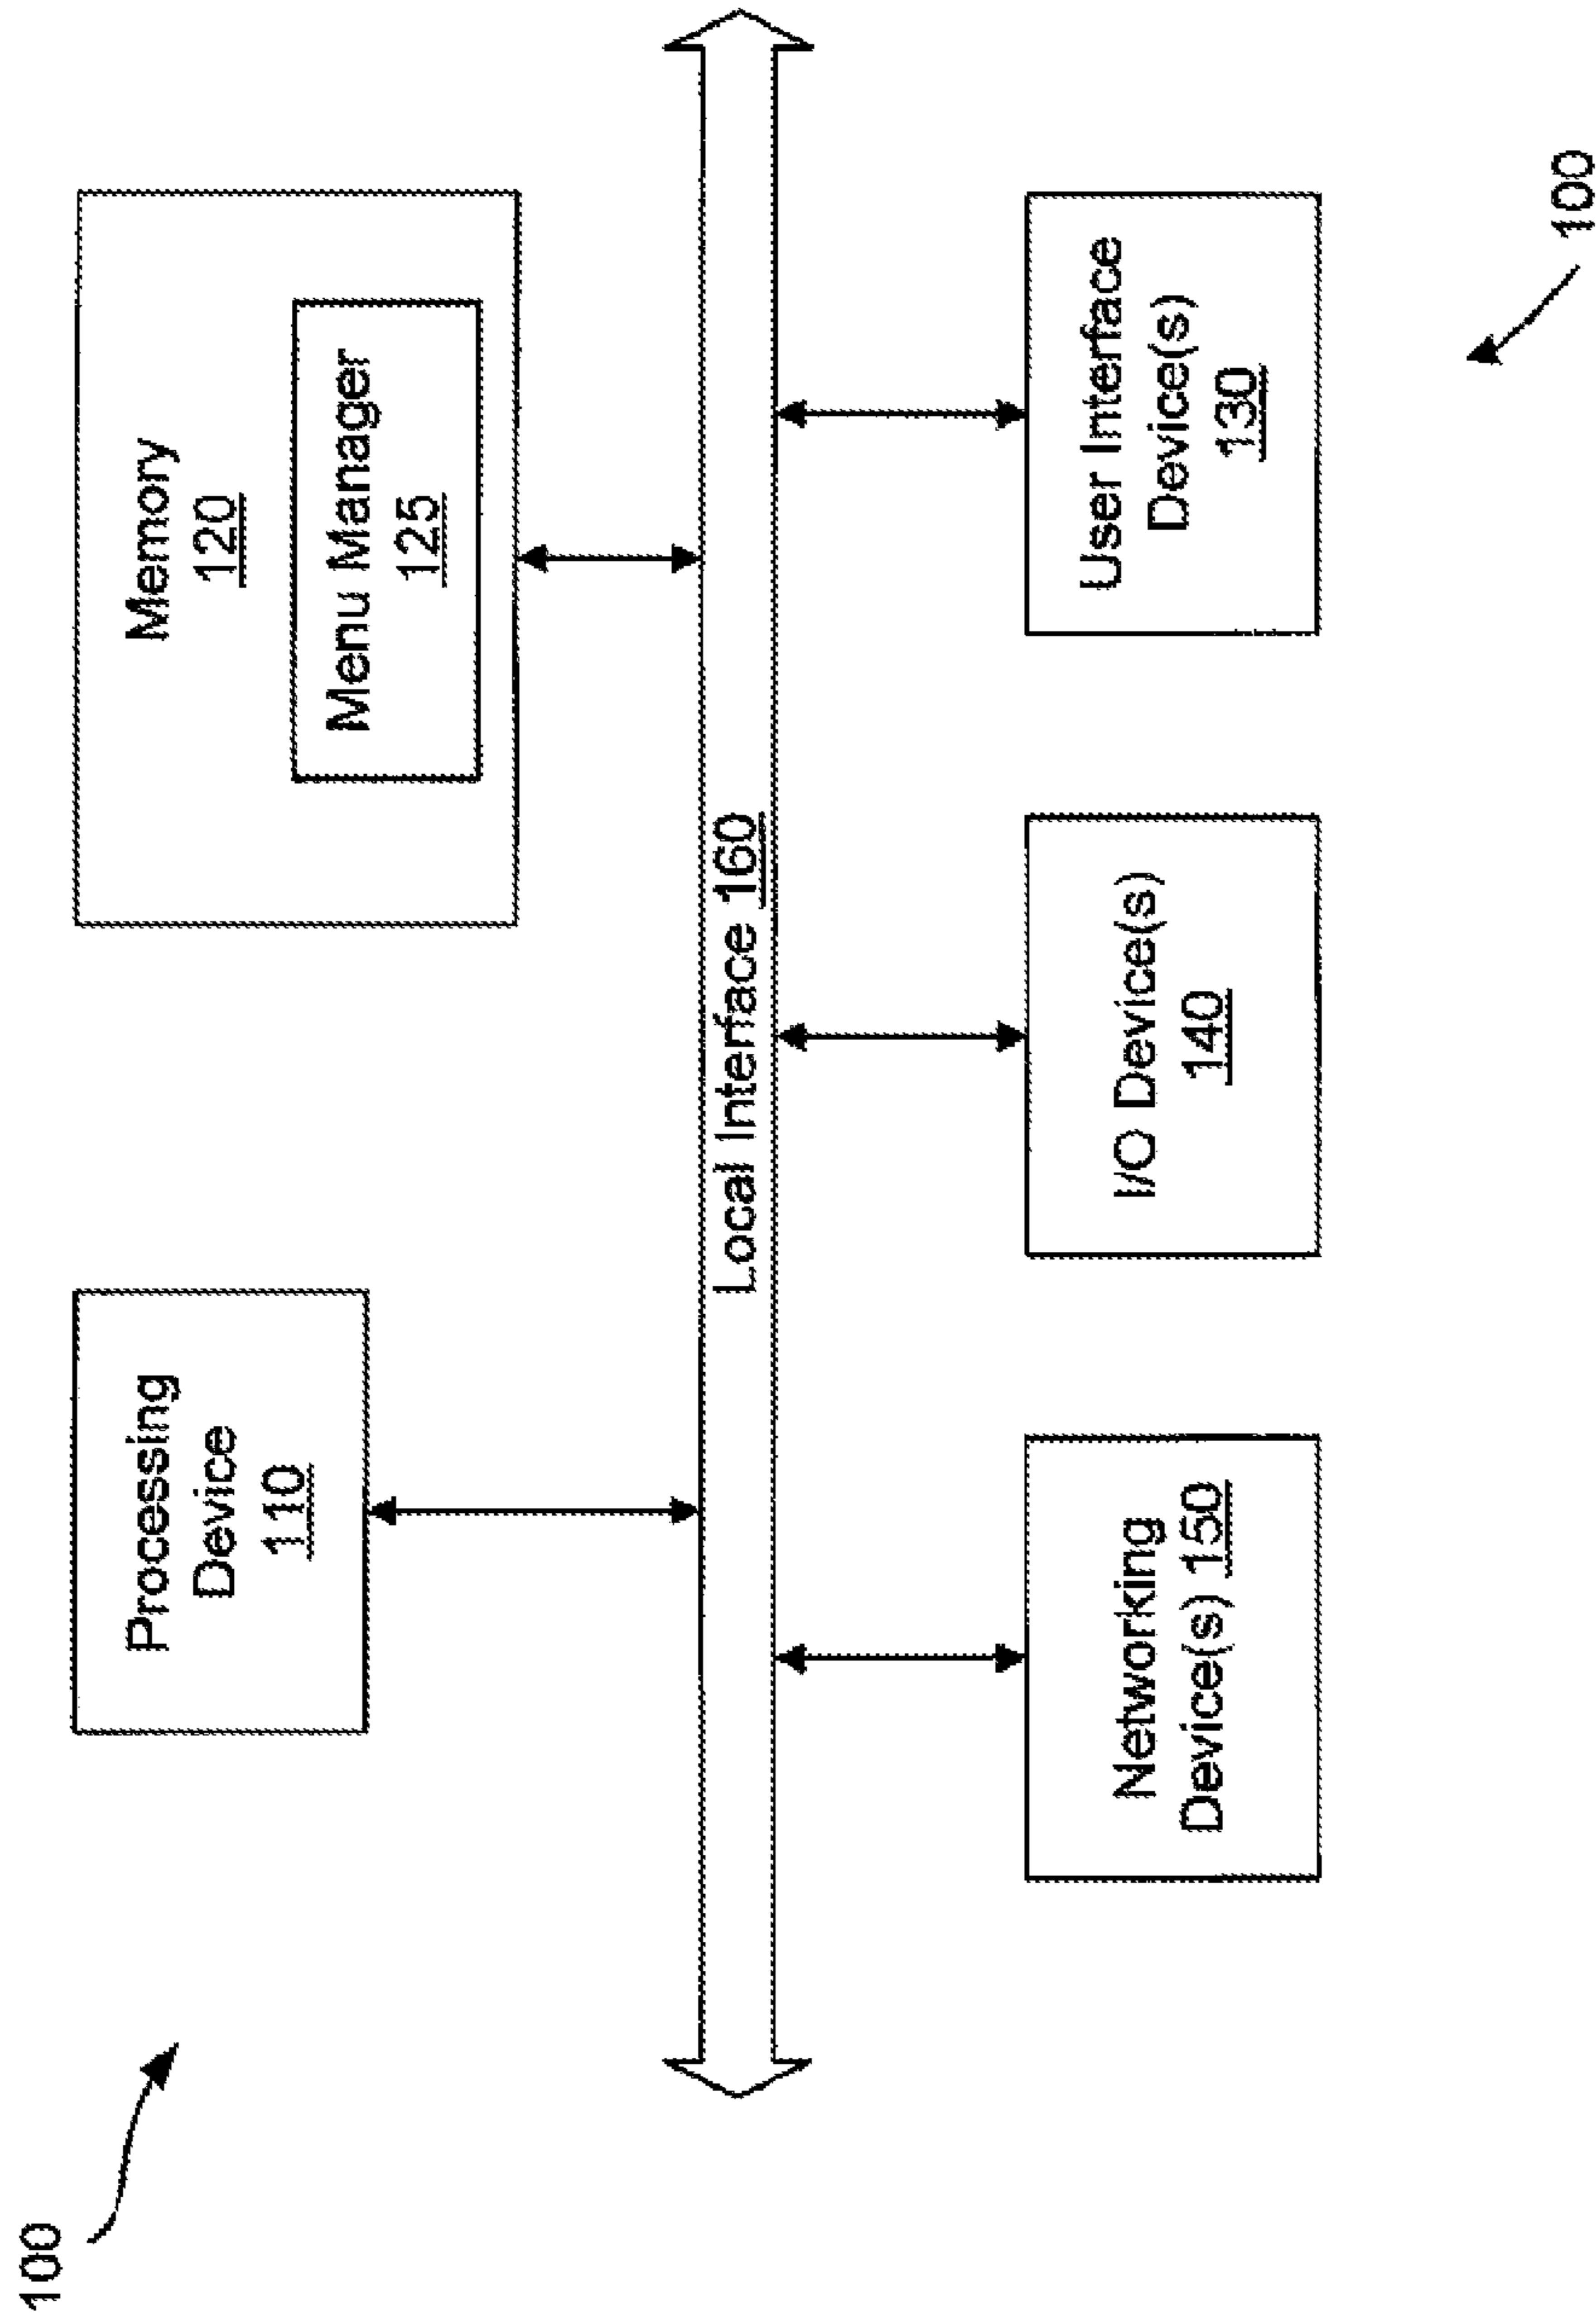 100
Processing
Device
110
Memory
120
Menu Manager
125
Local Interface 160
Networking
Device(s) 150
I/O Device(s)
140
User Interface
Device(s)
130
100